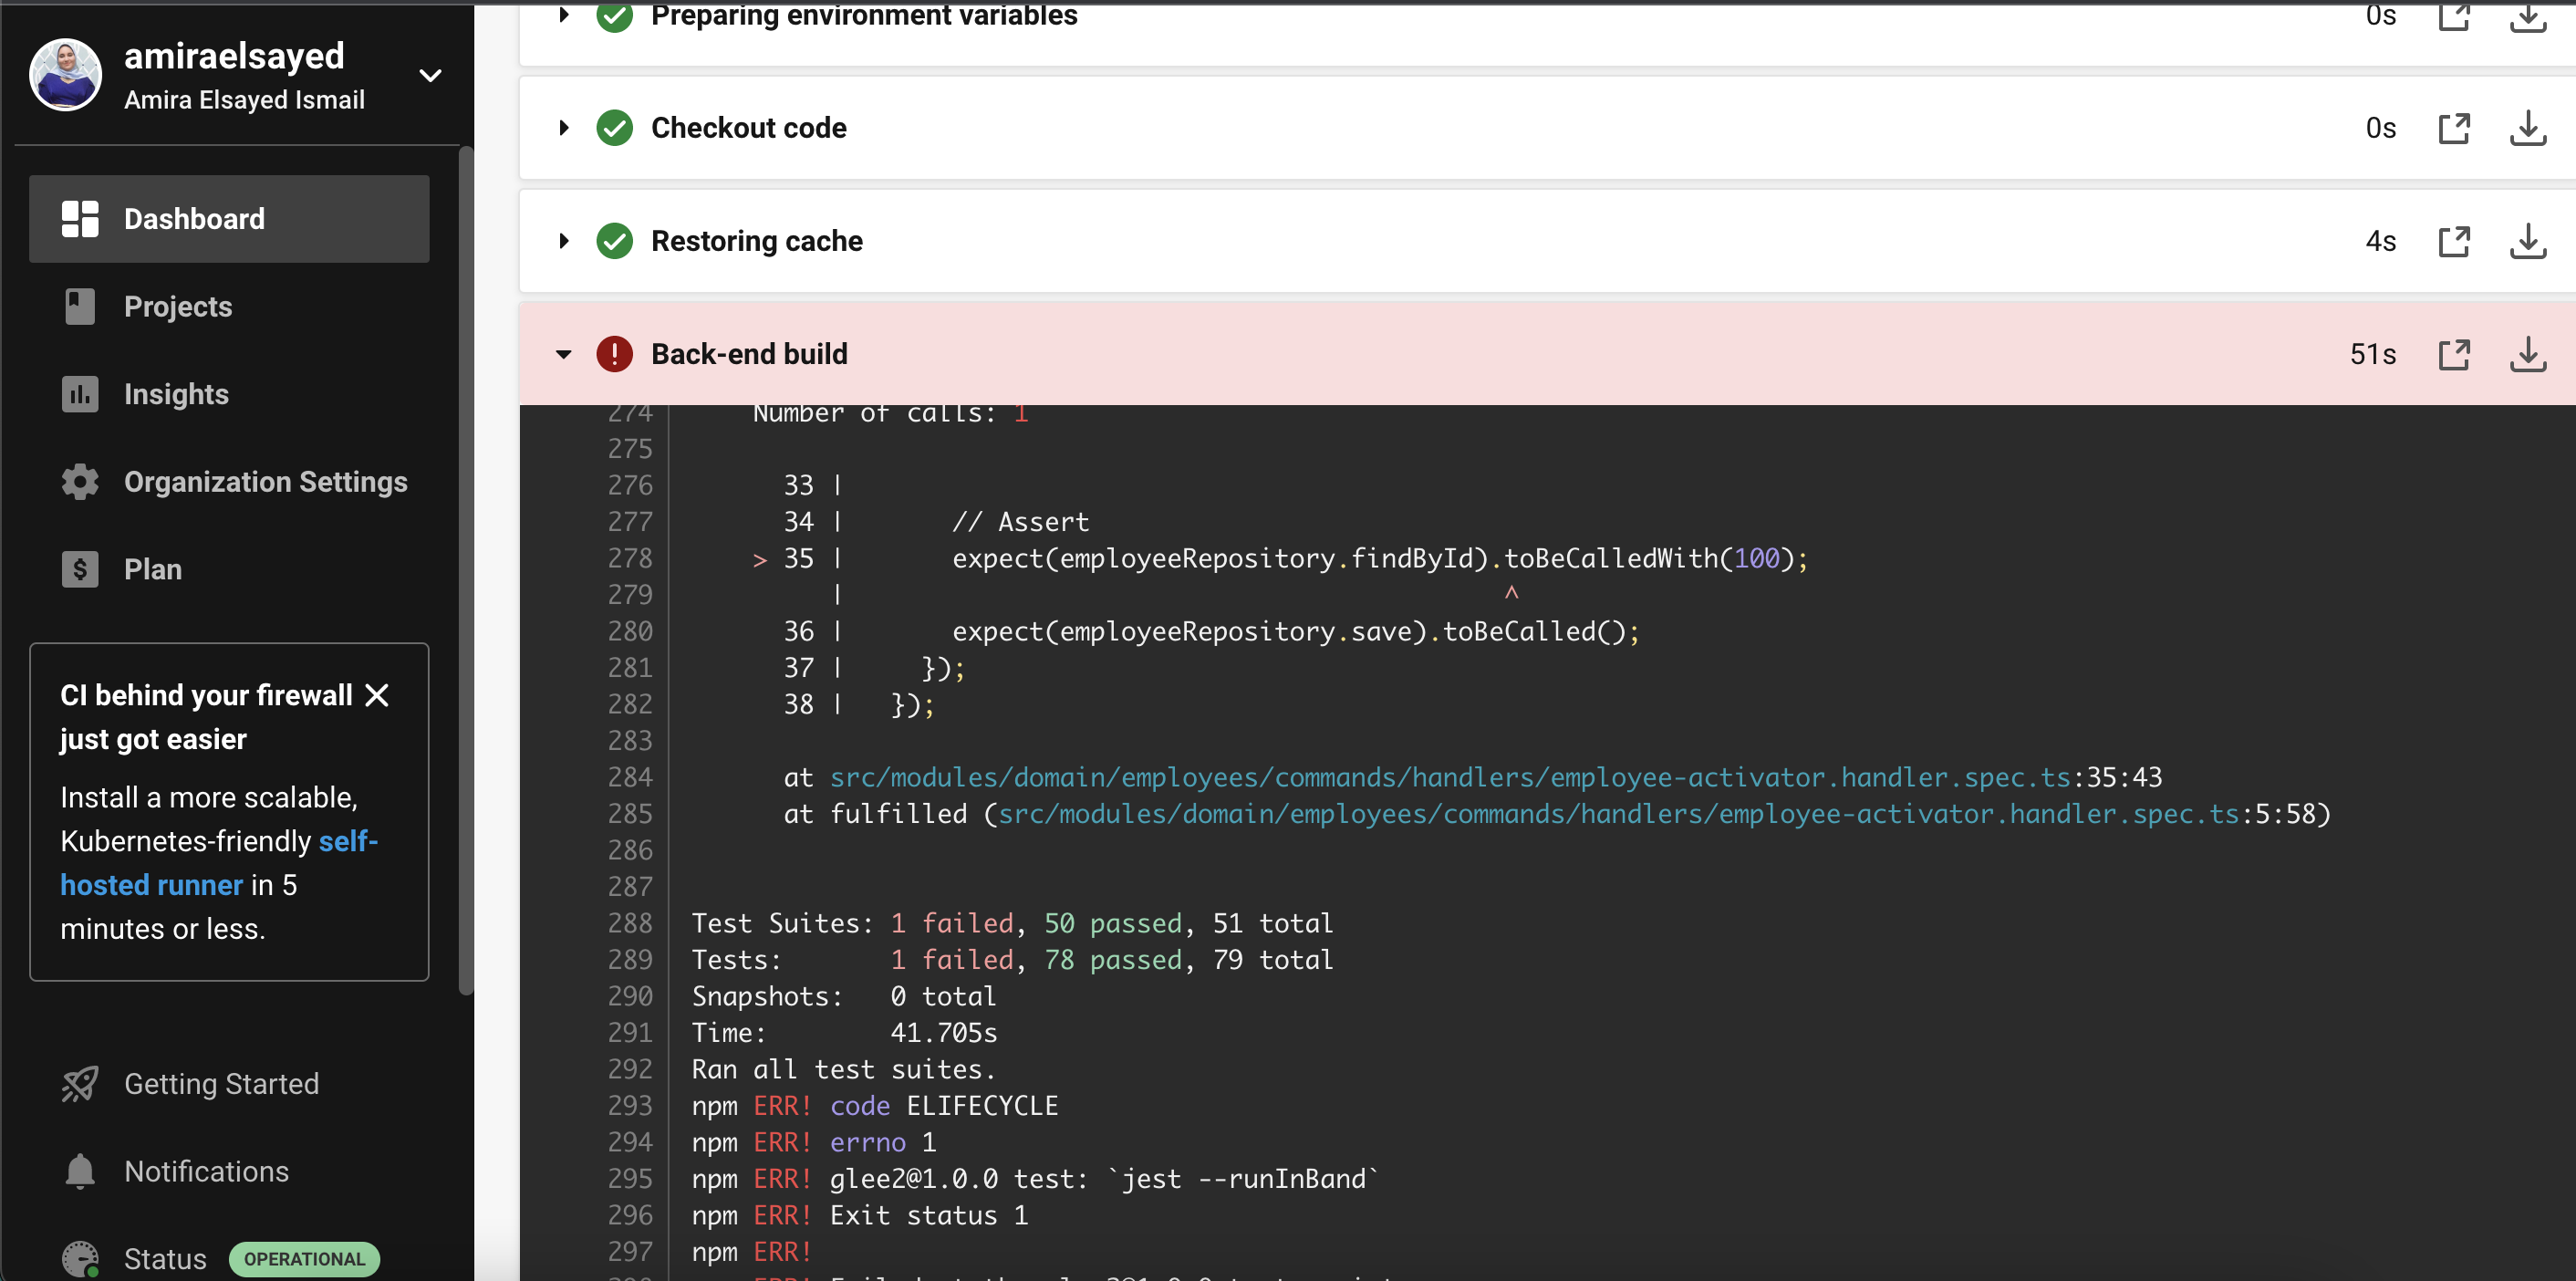 amiraelsayed
Amira Elsayed Ismail
Dashboard
Projects
Insights
Organization Settings
$ Plan
CI behind your firewall
just got easier
Install a more scalable,
Kubernetes-friendly self-
hosted runner in 5
minutes or less.
Getting Started
Notifications
Status OPERATIONAL
Preparing environment variables 0s
Checkout code 0s
Restoring cache 4s
! Back-end build 51s
274 Number of calls: 1
275
276 33 |
277 34 | // Assert
278 > 35 | expect(employeeRepository.findById).toBeCalledWith(100);
279 | ^
280 36 | expect(employeeRepository.save).toBeCalled();
281 37 | });
282 38 | });
283
284 at src/modules/domain/employees/commands/handlers/employee-activator.handler.spec.ts:35:43
285 at fulfilled (src/modules/domain/employees/commands/handlers/employee-activator.handler.spec.ts:5:58)
286
287
288 Test Suites: 1 failed, 50 passed, 51 total
289 Tests: 1 failed, 78 passed, 79 total
290 Snapshots: 0 total
291 Time: 41.705s
292 Ran all test suites.
293 npm ERR! code ELIFECYCLE
294 npm ERR! errno 1
295 npm ERR! glee2@1.0.0 test: `jest --runInBand`
296 npm ERR! Exit status 1
297 npm ERR!